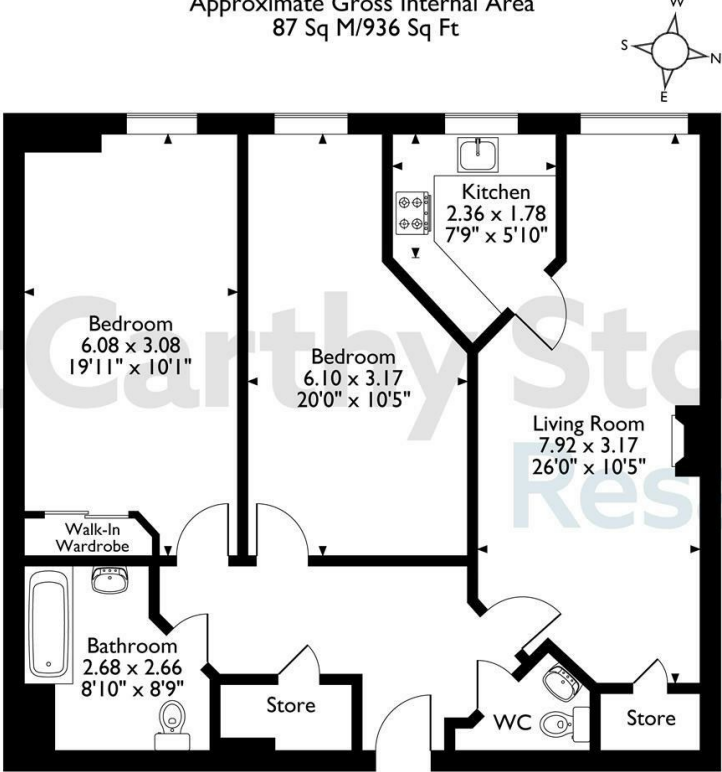 Approximate Gross Internal Area
87 Sq M/936 Sq Ft
W
S
N
E
Kitchen
2.36 x 1.78
7'9" x 5'10"
Bedroom
6.08 x 3.08
19'11" x 10'1"
Bedroom
6.10 x 3.17
20'0" x 10'5"
Living Room
7.92 x 3.17
26'0" x 10'5"
Walk-In
Wardrobe
Bathroom
2.68 x 2.66
8'10" x 8'9"
Store
WC
Store
Carthy Sto
Res